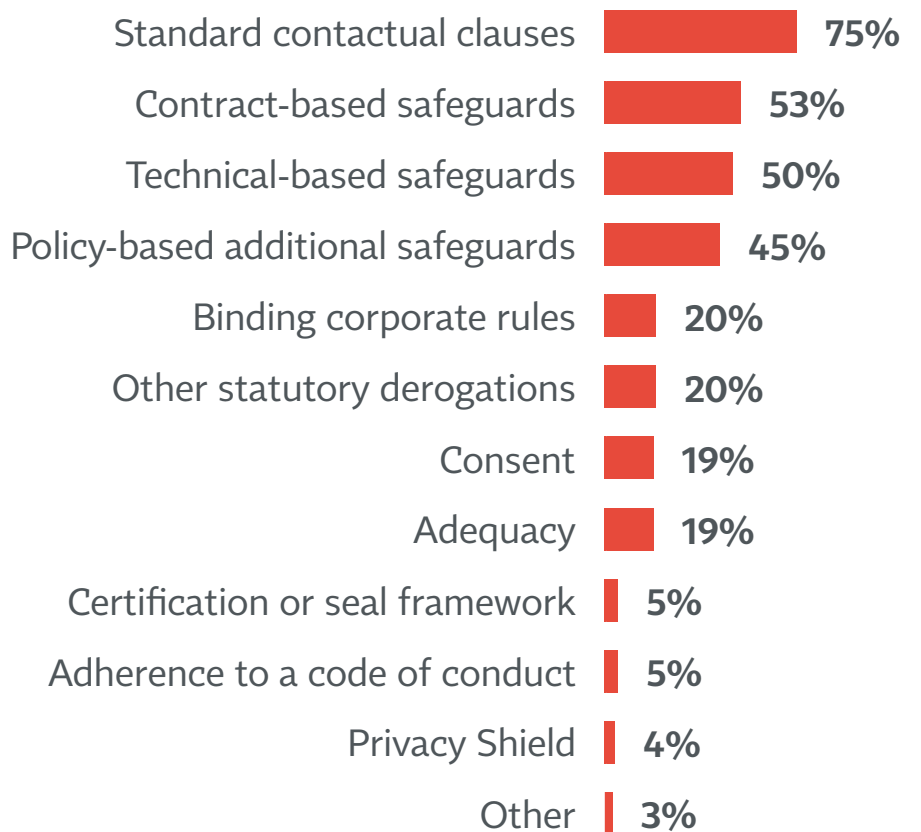 Standard contactual clauses 75%
Contract-based safeguards 53%
Technical-based safeguards 50%
Policy-based additional safeguards 45%
Binding corporate rules 20%
Other statutory derogations 20%
Consent 19%
Adequacy 19%
Certification or seal framework 5%
Adherence to a code of conduct 5%
Privacy Shield 4%
Other 3%